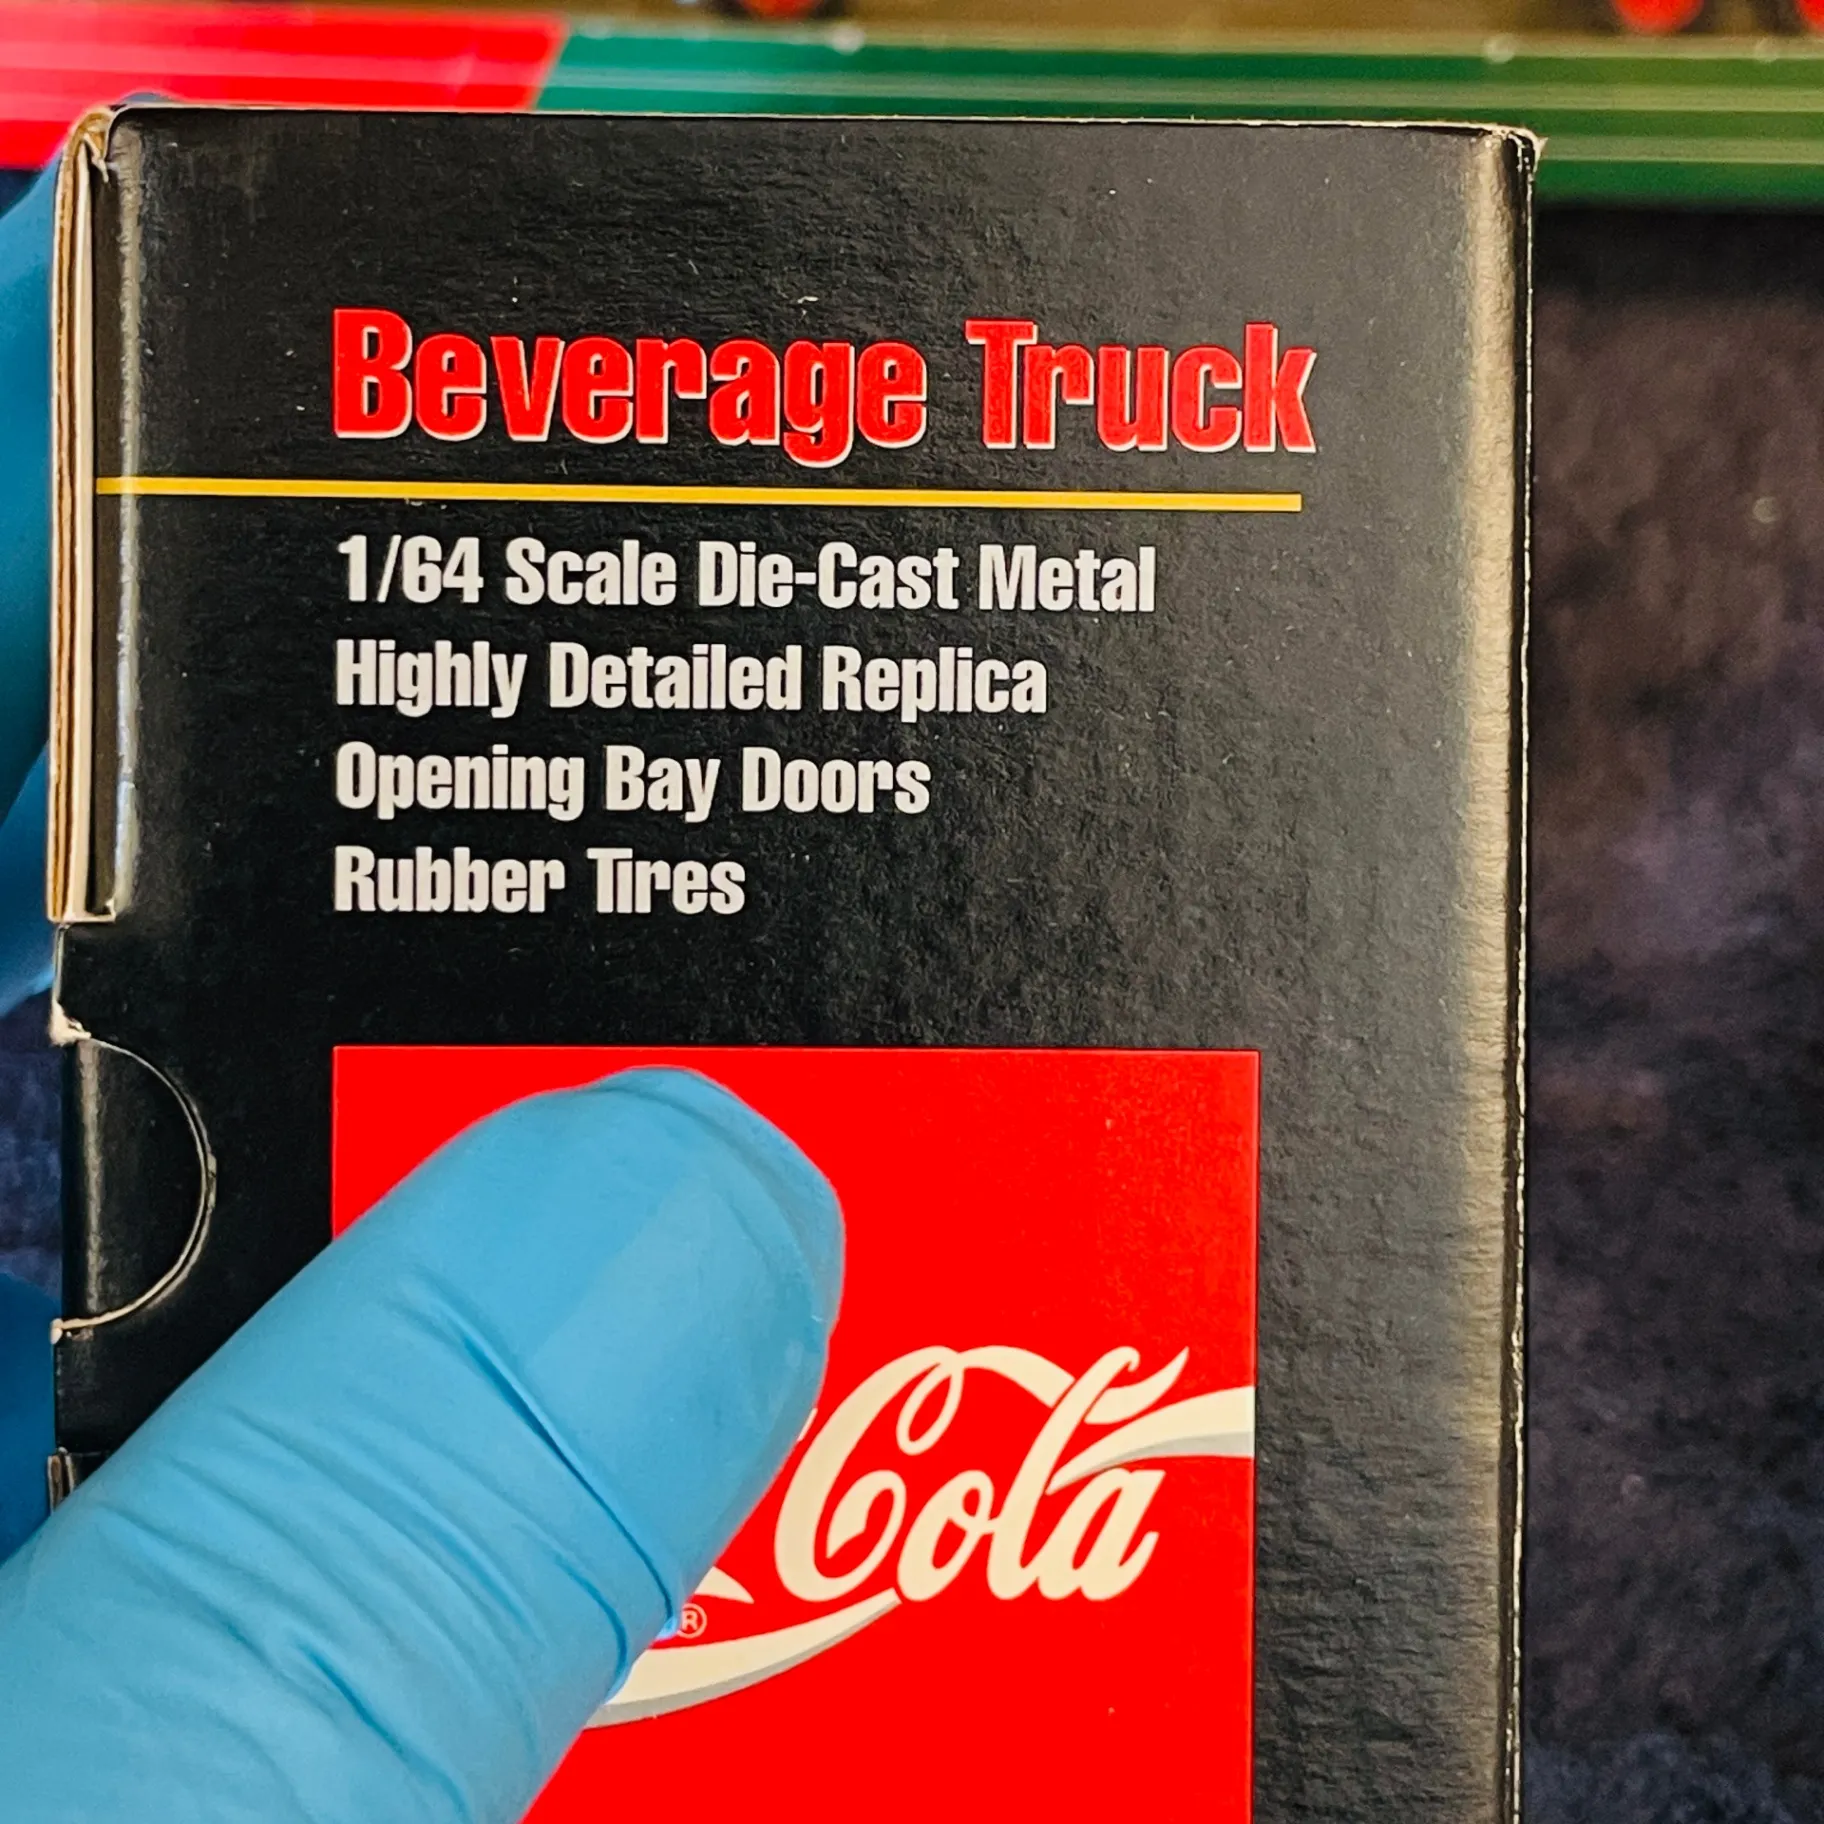 Beverage Truck
1/64 Scale Die-Cast Metal
Highly Detailed Replica
Opening Bay Doors
Rubber Tires
Cola
®